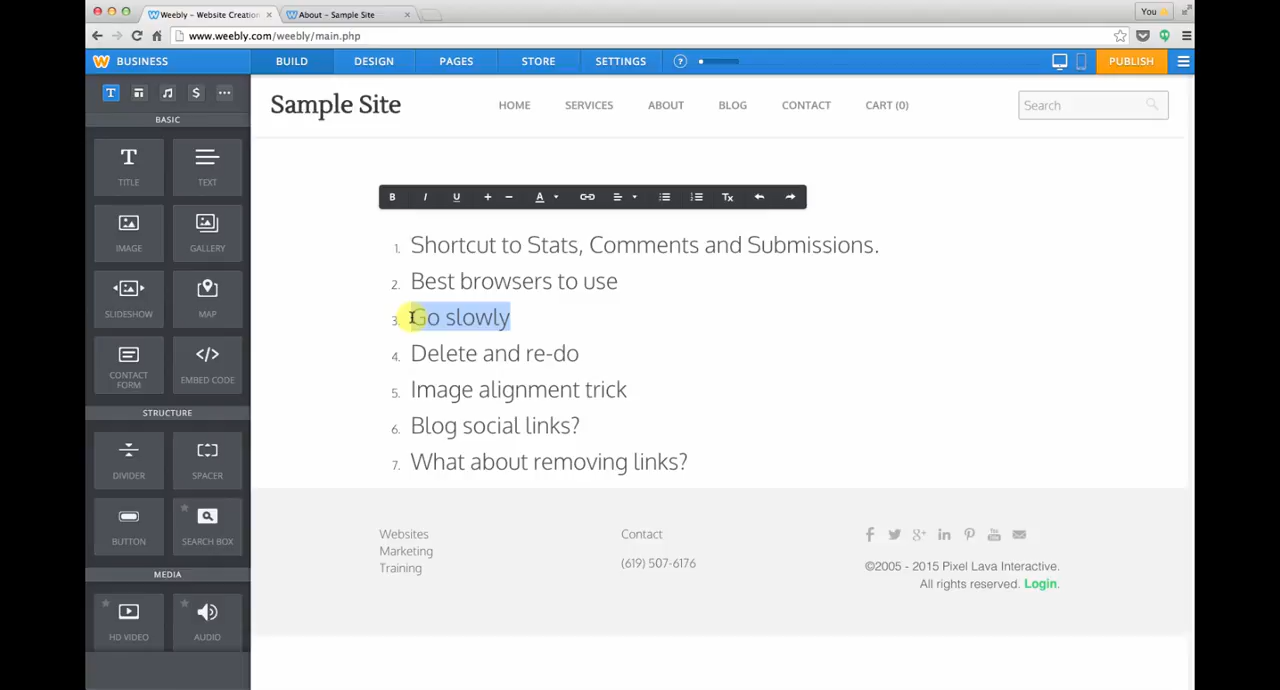 Weebly - Website Creation
About - Sample Site
You
www.weebly.com/weebly/main.php
BUSINESS
BUILD
DESIGN
PAGES
STORE
SETTINGS
?
PUBLISH
T
$
Sample Site
HOME
SERVICES
ABOUT
BLOG
CONTACT
CART (0)
Search
BASIC
TITLE
TEXT
IMAGE
GALLERY
SLIDESHOW
MAP
CONTACT
FORM
EMBED CODE
STRUCTURE
DIVIDER
SPACER
BUTTON
SEARCH BOX
MEDIA
HD VIDEO
AUDIO
B I U + - A Tx
1. Shortcut to Stats, Comments and Submissions.
2. Best browsers to use
3. Go slowly
4. Delete and re-do
5. Image alignment trick
6. Blog social links?
7. What about removing links?
Websites
Marketing
Training
Contact
(619) 507-6176
©2005 - 2015 Pixel Lava Interactive.
All rights reserved. Login.